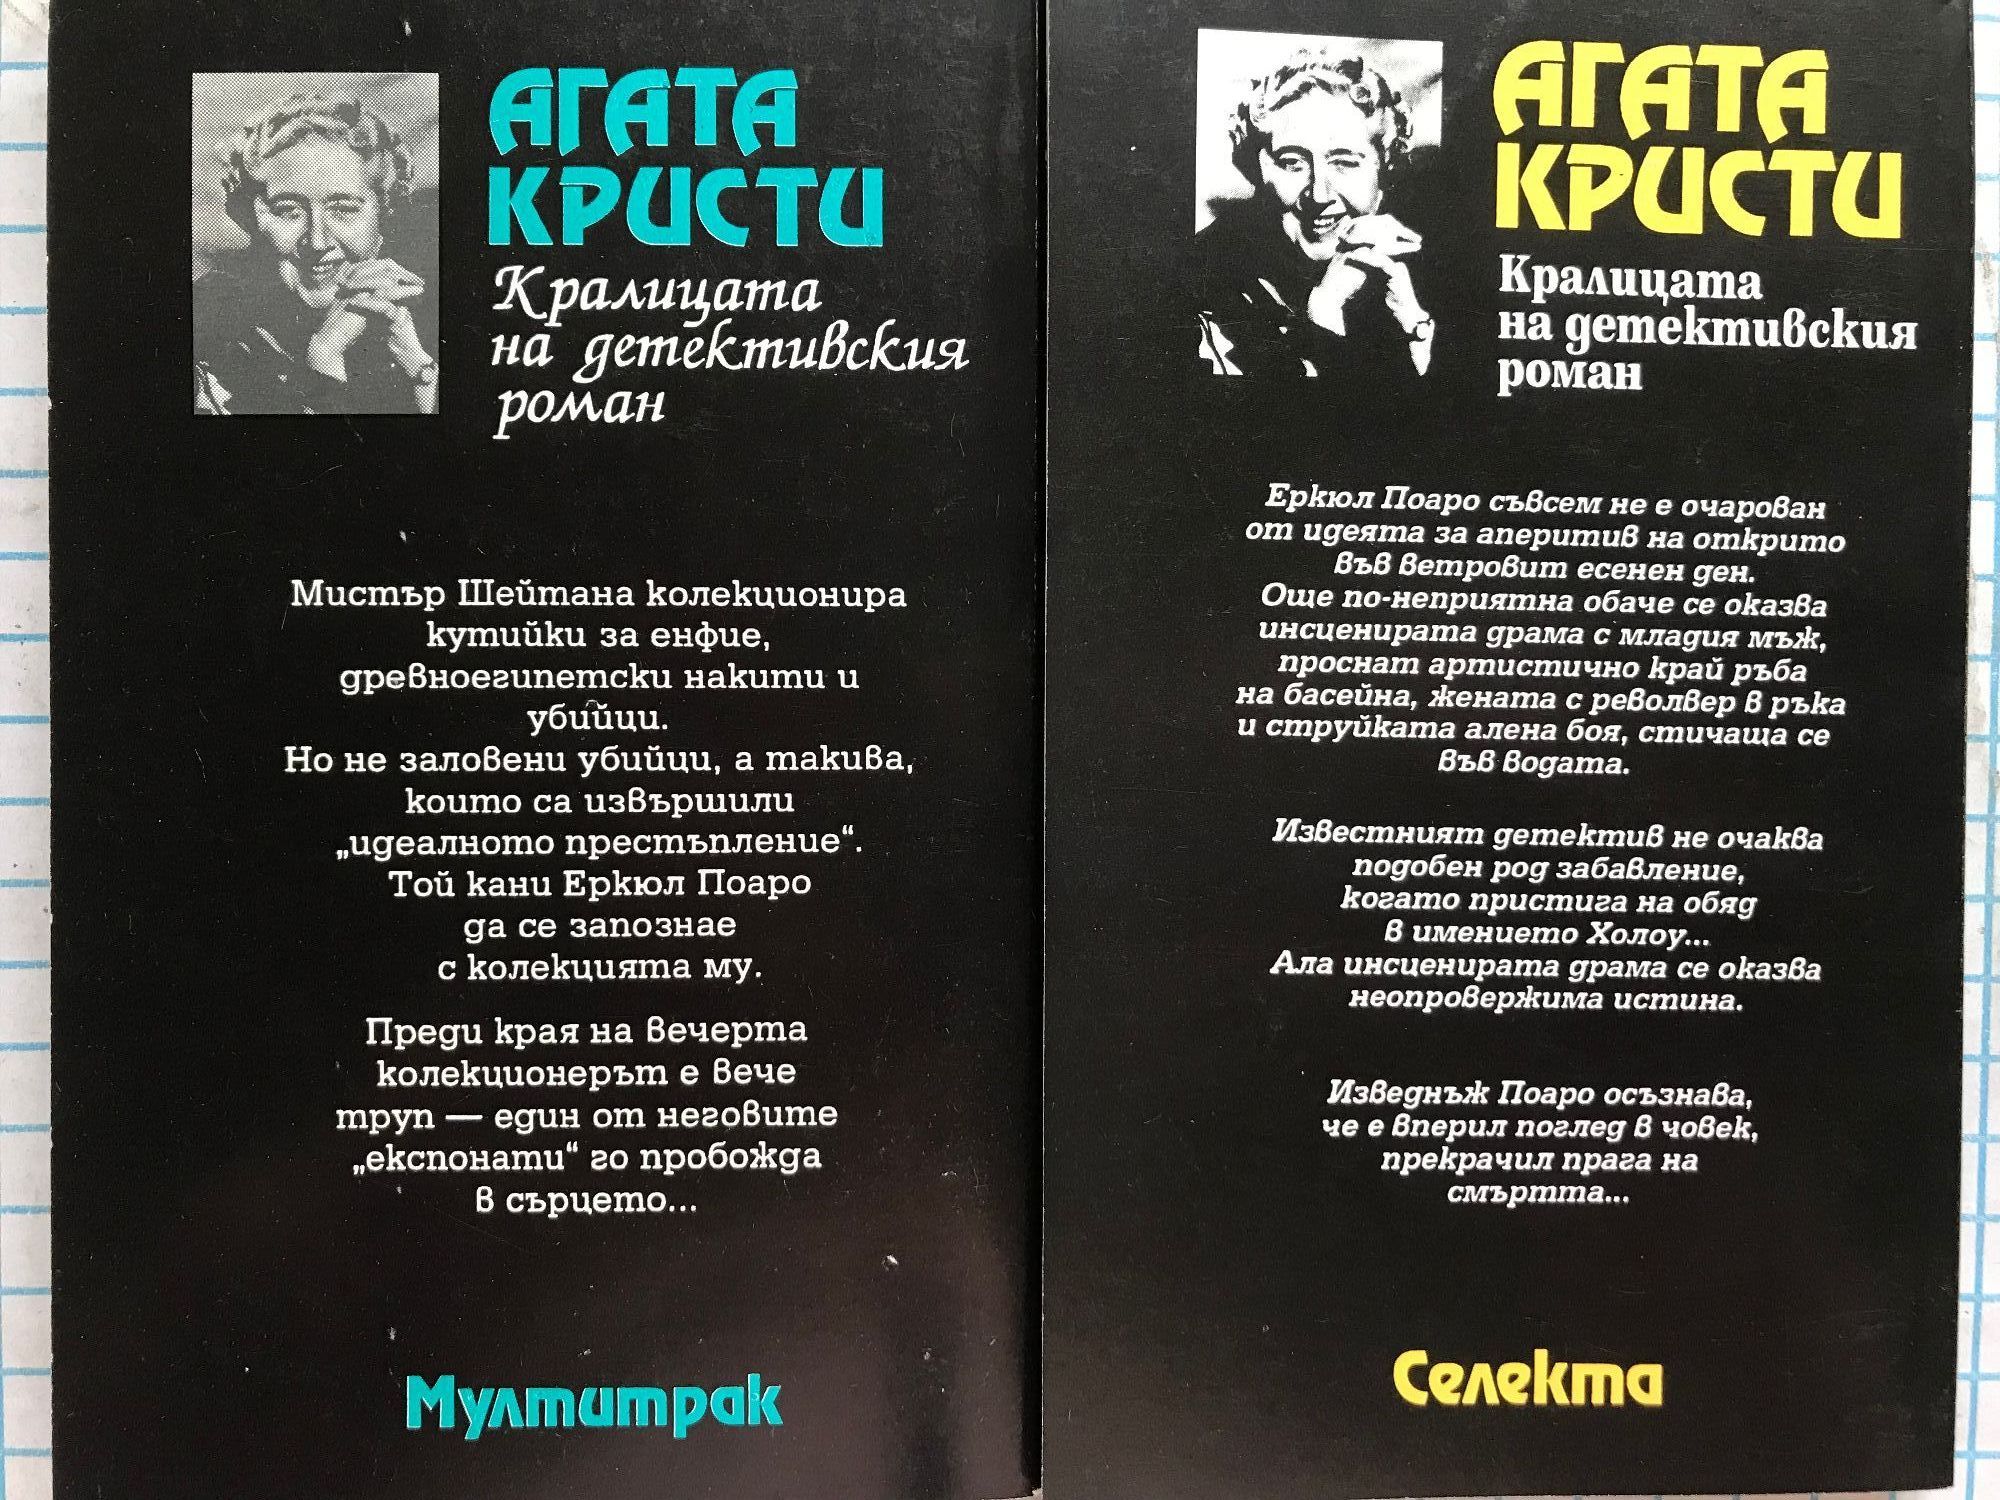 АГАТА
КРИСТИ
Кралицата
на детективския
роман
Мистър Шейтана колекционира
кутийки за енфие,
древноегипетски накити и
убийци.
Но не заловени убийци, а такива,
които са извършили
„идеалното престъпление“.
Той кани Еркюл Поаро
да се запознае
с колекцията му.
Преди края на вечерта
колекционерът е вече
труп — един от неговите
„експонати“ го пробожда
в сърцето...
Мултитрак
АГАТА
КРИСТИ
Кралицата
на детективския
роман
Еркюл Поаро съвсем не е очарован
от идеята за аперитив на открито
във ветровит есенен ден.
Още по-неприятна обаче се оказва
инсценирата драма с младия мъж,
проснат артистично край ръба
на басейна, жената с револвер в ръка
и струйката алена боя, стичаща се
във водата.
Известният детектив не очаква
подобен род забавление,
когато пристига на обяд
в имението Холоу...
Ала инсценирата драма се оказва
неопровержима истина.
Изведнъж Поаро осъзнава,
че е вперил поглед в човек,
прекрачил прага на
смъртта...
Селекта